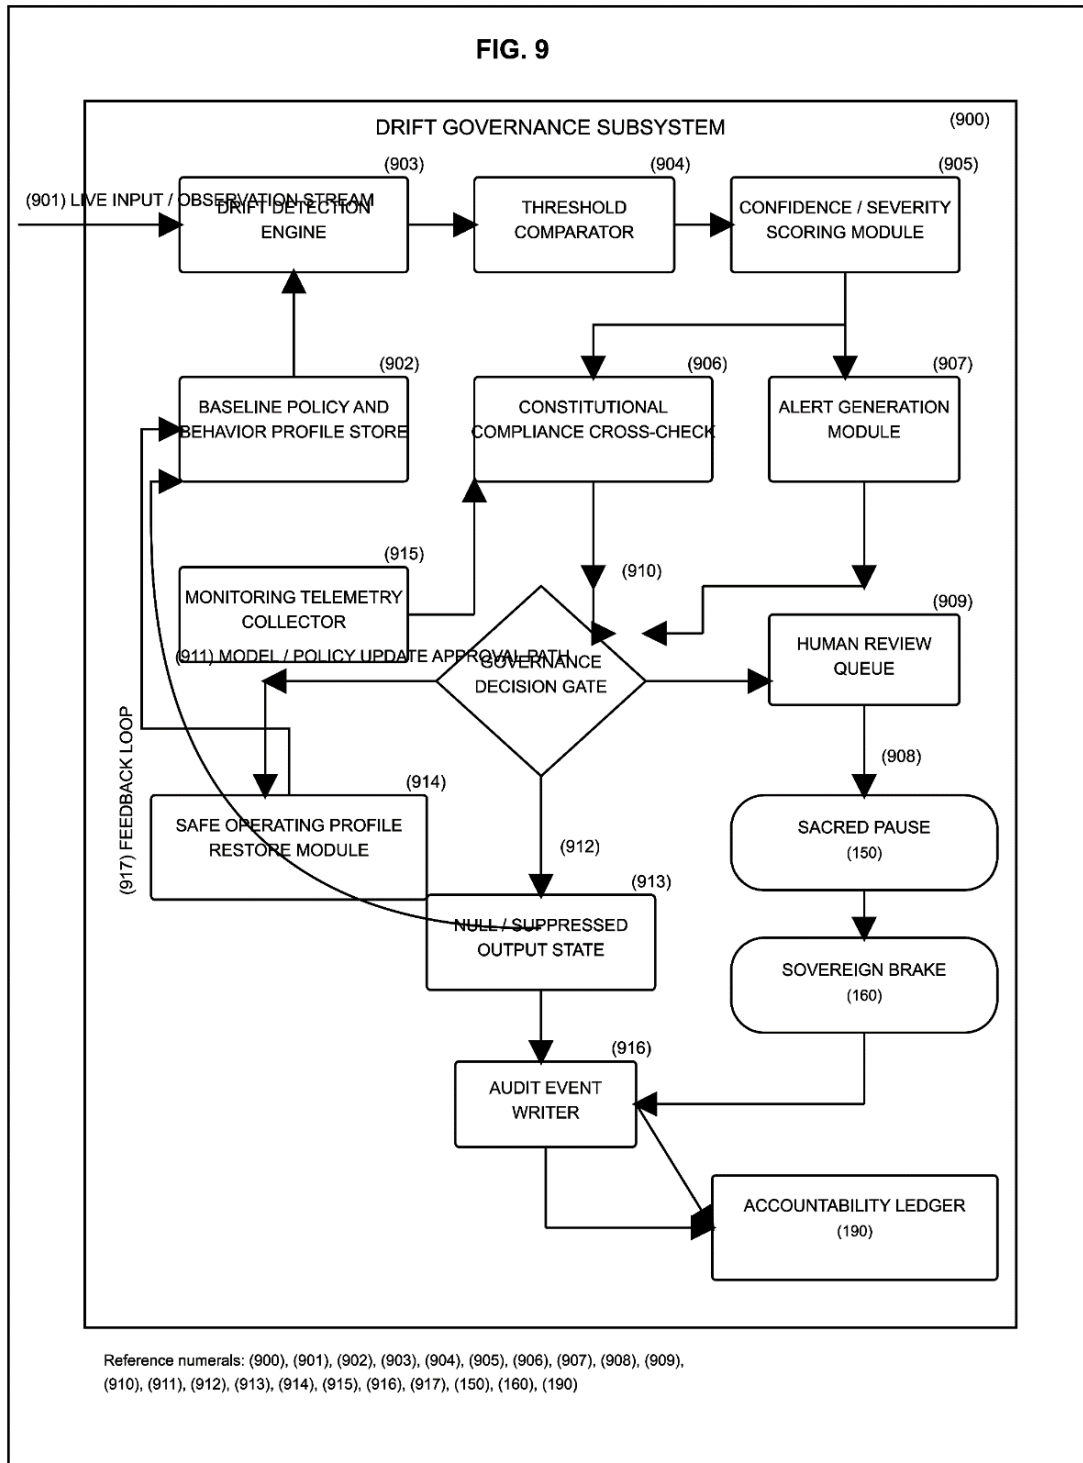 FIG. 9
DRIFT GOVERNANCE SUBSYSTEM
(900)
(901) LIVE INPUT / OBSERVATION STREAM
(903)
DRIFT DETECTION
ENGINE
(904)
THRESHOLD
COMPARATOR
(905)
CONFIDENCE / SEVERITY
SCORING MODULE
(902)
BASELINE POLICY AND
BEHAVIOR PROFILE STORE
(906)
CONSTITUTIONAL
COMPLIANCE CROSS-CHECK
(907)
ALERT GENERATION
MODULE
(915)
MONITORING TELEMETRY
COLLECTOR
(910)
(911) MODEL / POLICY UPDATE APPROVAL PATH
GOVERNANCE
DECISION GATE
(909)
HUMAN REVIEW
QUEUE
(917) FEEDBACK LOOP
(914)
SAFE OPERATING PROFILE
RESTORE MODULE
(908)
SACRED PAUSE
(150)
(912)
(913)
NULL / SUPPRESSED
OUTPUT STATE
SOVEREIGN BRAKE
(160)
(916)
AUDIT EVENT
WRITER
ACCOUNTABILITY LEDGER
(190)
Reference numerals: (900), (901), (902), (903), (904), (905), (906), (907), (908), (909),
(910), (911), (912), (913), (914), (915), (916), (917), (150), (160), (190)